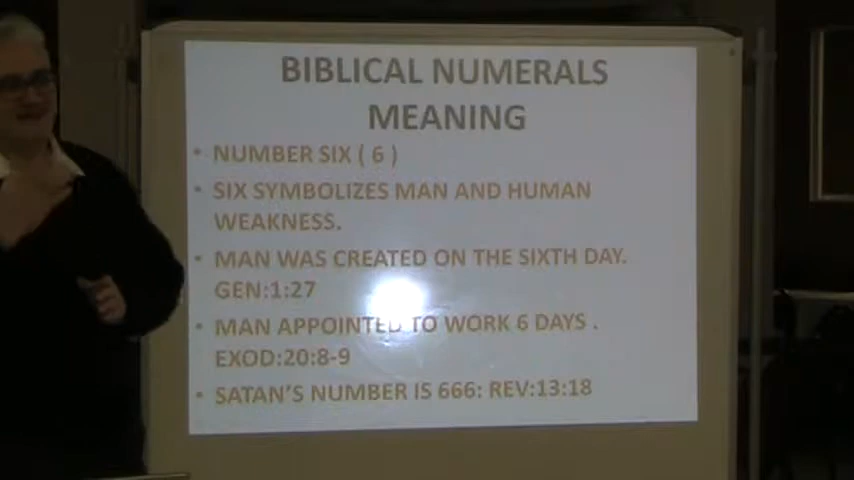 BIBLICAL NUMERALS
MEANING
• NUMBER SIX ( 6 )
• SIX SYMBOLIZES MAN AND HUMAN
WEAKNESS.
• MAN WAS CREATED ON THE SIXTH DAY.
GEN:1:27
• MAN APPOINTED TO WORK 6 DAYS .
EXOD:20:8-9
• SATAN'S NUMBER IS 666: REV:13:18